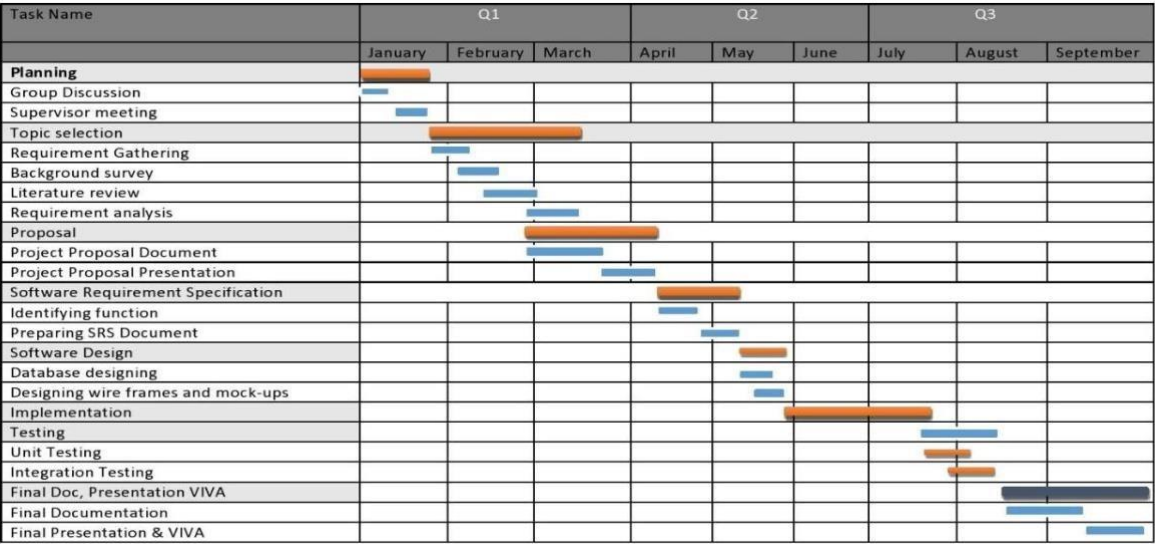 Task Name Q1 Q2 Q3
January February March April May June July August September
Planning
Group Discussion
Supervisor meeting
Topic selection
Requirement Gathering
Background survey
Literature review
Requirement analysis
Proposal
Project Proposal Document
Project Proposal Presentation
Software Requirement Specification
Identifying function
Preparing SRS Document
Software Design
Database designing
Designing wire frames and mock-ups
Implementation
Testing
Unit Testing
Integration Testing
Final Doc, Presentation VIVA
Final Documentation
Final Presentation & VIVA